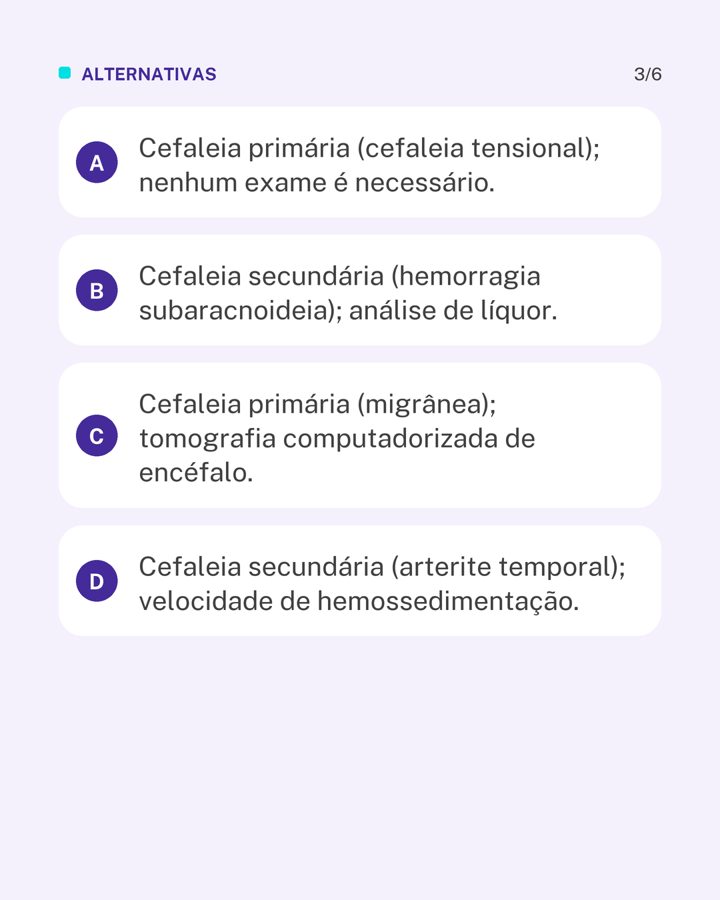 ALTERNATIVAS
3/6
A
Cefaleia primária (cefaleia tensional);
nenhum exame é necessário.
B
Cefaleia secundária (hemorragia
subaracnoideia); análise de líquor.
C
Cefaleia primária (migrânea);
tomografia computadorizada de
encéfalo.
D
Cefaleia secundária (arterite temporal);
velocidade de hemossedimentação.